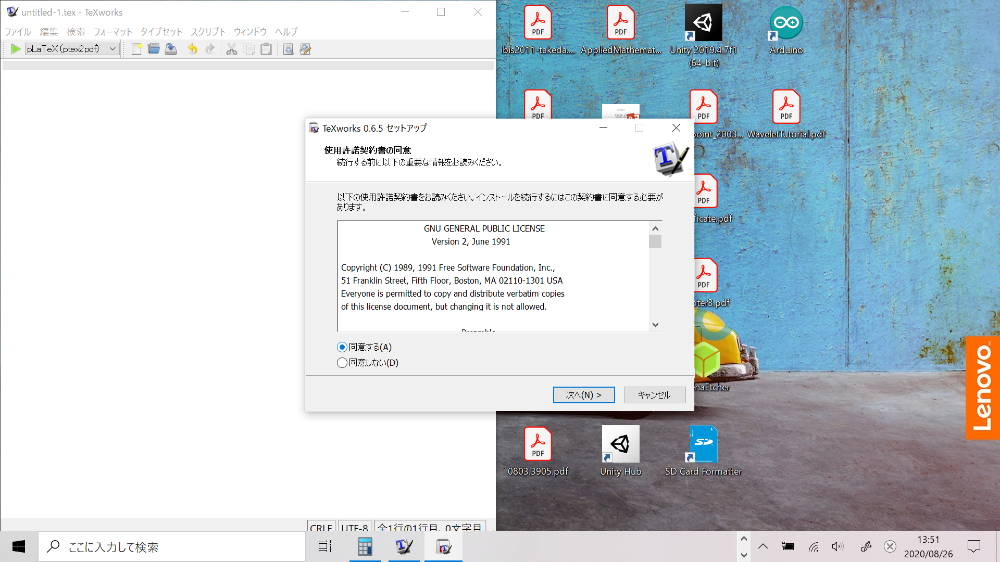 untitled-1.tex - TeXworks
ファイル 編集 検索 フォーマット タイプセット スクリプト ウィンドウ ヘルプ
pLaTeX (ptex2pdf)
CRLF UTF-8 全1行の1行目、0文字目
PDF
ibis2011-takeda....
PDF
AppliedMathemat...
Unity 2019.4.7f1
(64-bit)
Arduino
PDF
PDF
point_2003...
PDF
WaveletTutorial.pdf
PDF
ficate.pdf
PDF
pter3.pdf
naEtcher
PDF
0803.3905.pdf
Unity Hub
SD
SD Card Formatter
Lenovo
TeXworks 0.6.5 セットアップ
使用許諾契約書の同意
続行する前に以下の重要な情報をお読みください。
以下の使用許諾契約書をお読みください。インストールを続行するにはこの契約書に同意する必要が
あります。
GNU GENERAL PUBLIC LICENSE
Version 2, June 1991
Copyright (C) 1989, 1991 Free Software Foundation, Inc.,
51 Franklin Street, Fifth Floor, Boston, MA 02110-1301 USA
Everyone is permitted to copy and distribute verbatim copies
of this license document, but changing it is not allowed.
Preamble
同意する(A)
同意しない(D)
次へ(N) >
キャンセル
ここに入力して検索
13:51
2020/08/26